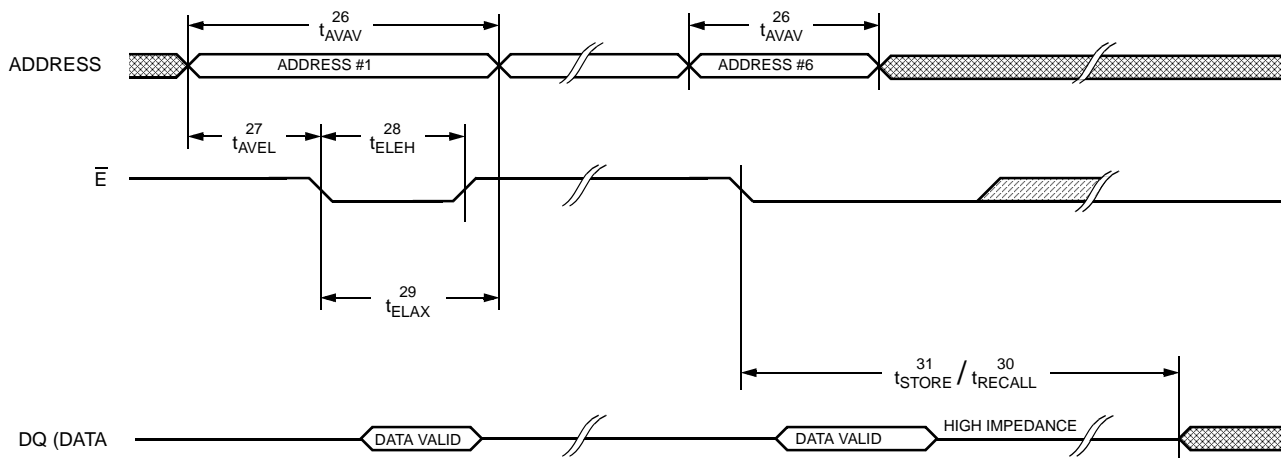 26
tAVAV
26
tAVAV
ADDRESS
ADDRESS #1
ADDRESS #6
27
tAVEL
28
tELEH
E
29
tELAX
31
30
tSTORE / tRECALL
DQ (DATA
DATA VALID
DATA VALID
HIGH IMPEDANCE